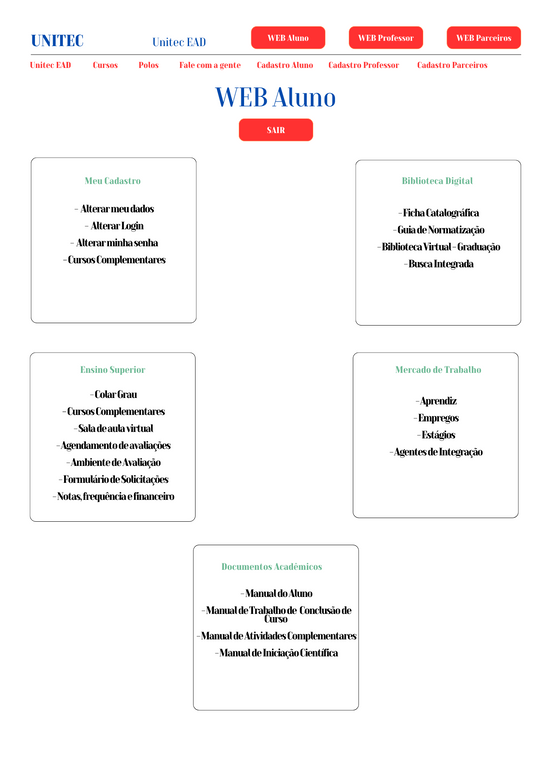 UNITEC
Unitec EAD
WEB Aluno
WEB Professor
WEB Parceiros
Unitec EAD
Cursos
Polos
Fale com a gente
Cadastro Aluno
Cadastro Professor
Cadastro Parceiros
WEB Aluno
SAIR
Meu Cadastro
- Alterar meu dados
- Alterar Login
- Alterar minha senha
- Cursos Complementares
Biblioteca Digital
- Ficha Catalográfica
- Guia de Normatização
- Biblioteca Virtual - Graduação
- Busca Integrada
Ensino Superior
- Colar Grau
- Cursos Complementares
- Sala de aula virtual
- Agendamento de avaliações
- Ambiente de Avaliação
- Formulário de Solicitações
- Notas, frequência e financeiro
Mercado de Trabalho
- Aprendiz
- Empregos
- Estágios
- Agentes de Integração
Documentos Acadêmicos
- Manual do Aluno
- Manual de Trabalho de Conclusão de
Curso
- Manual de Atividades Complementares
- Manual de Iniciação Científica